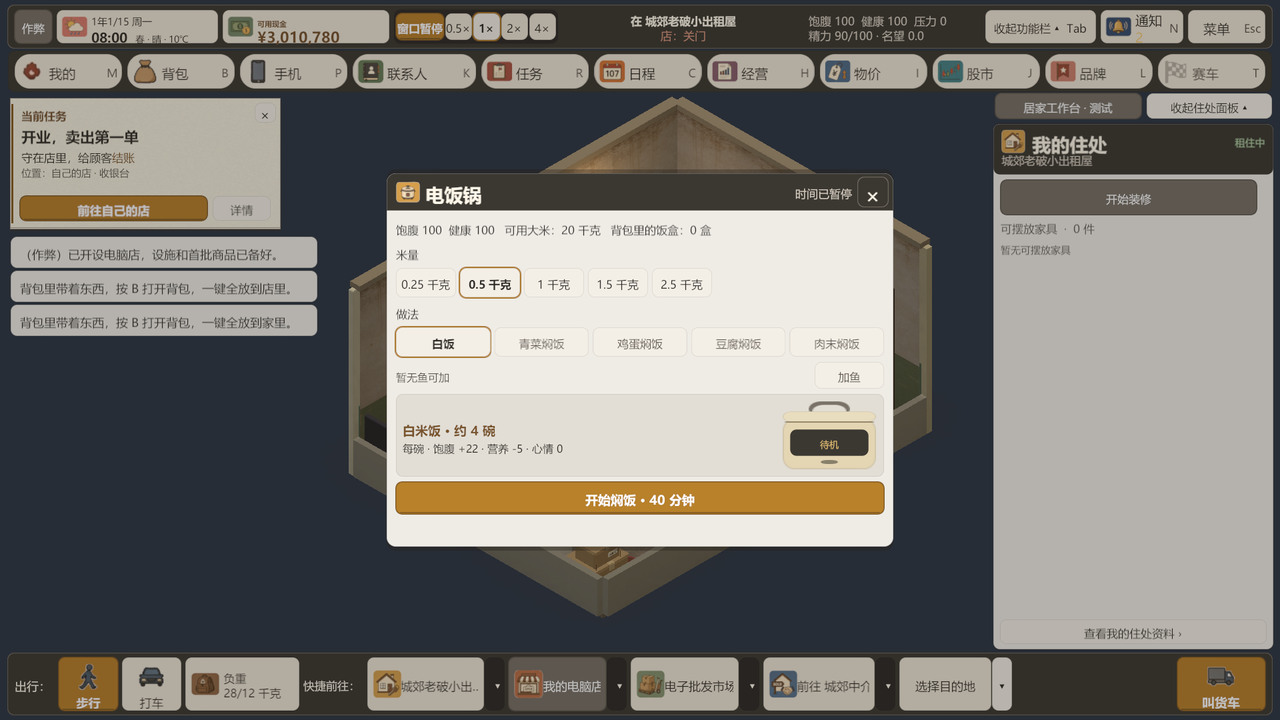 作弊
1年1/15 周一
08:00 春·晴·10℃
可用现金
¥3,010,780
窗口暂停 0.5× 1× 2× 4×
在 城郊老破小出租屋
店：关门
饱腹 100 健康 100 压力 0
精力 90/100 · 名望 0.0
收起功能栏 ▴ Tab
通知 2 N
菜单 Esc
我的 M
背包 B
手机 P
联系人 K
任务 R
107 日程 C
经营 H
物价 I
股市 J
品牌 L
赛车 T
当前任务 ×
开业，卖出第一单
守在店里，给顾客结账
位置：自己的店 · 收银台
前往自己的店 详情
（作弊）已开设电脑店，设施和首批商品已备好。
背包里带着东西，按 B 打开背包，一键全放到店里。
背包里带着东西，按 B 打开背包，一键全放到家里。
电饭锅 时间已暂停 ×
饱腹 100 健康 100 可用大米：20 千克 背包里的饭盒：0 盒
米量
0.25 千克 0.5 千克 1 千克 1.5 千克 2.5 千克
做法
白饭 青菜焖饭 鸡蛋焖饭 豆腐焖饭 肉末焖饭
暂无鱼可加 加鱼
白米饭 · 约 4 碗
每碗 · 饱腹 +22 · 营养 -5 · 心情 0
待机
开始焖饭 · 40 分钟
居家工作台 · 测试 收起住处面板 ▴
我的住处 租住中
城郊老破小出租屋
开始装修
可摆放家具 · 0 件
暂无可摆放家具
查看我的住处资料 ›
出行：
步行
打车
负重
28/12 千克
快捷前往：
城郊老破小出.. ▾
我的电脑店 ▾
电子批发市场 ▾
前往 城郊中介 ▾
选择目的地 ▾
叫货车